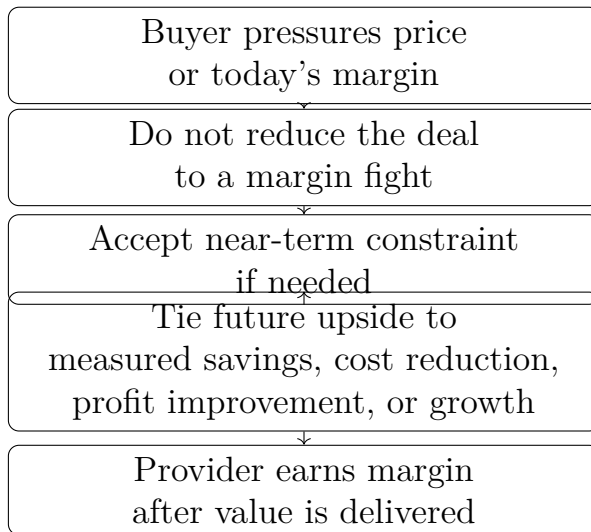 Buyer pressures price
or today's margin
Do not reduce the deal
to a margin fight
Accept near-term constraint
if needed
Tie future upside to
measured savings, cost reduction,
profit improvement, or growth
Provider earns margin
after value is delivered